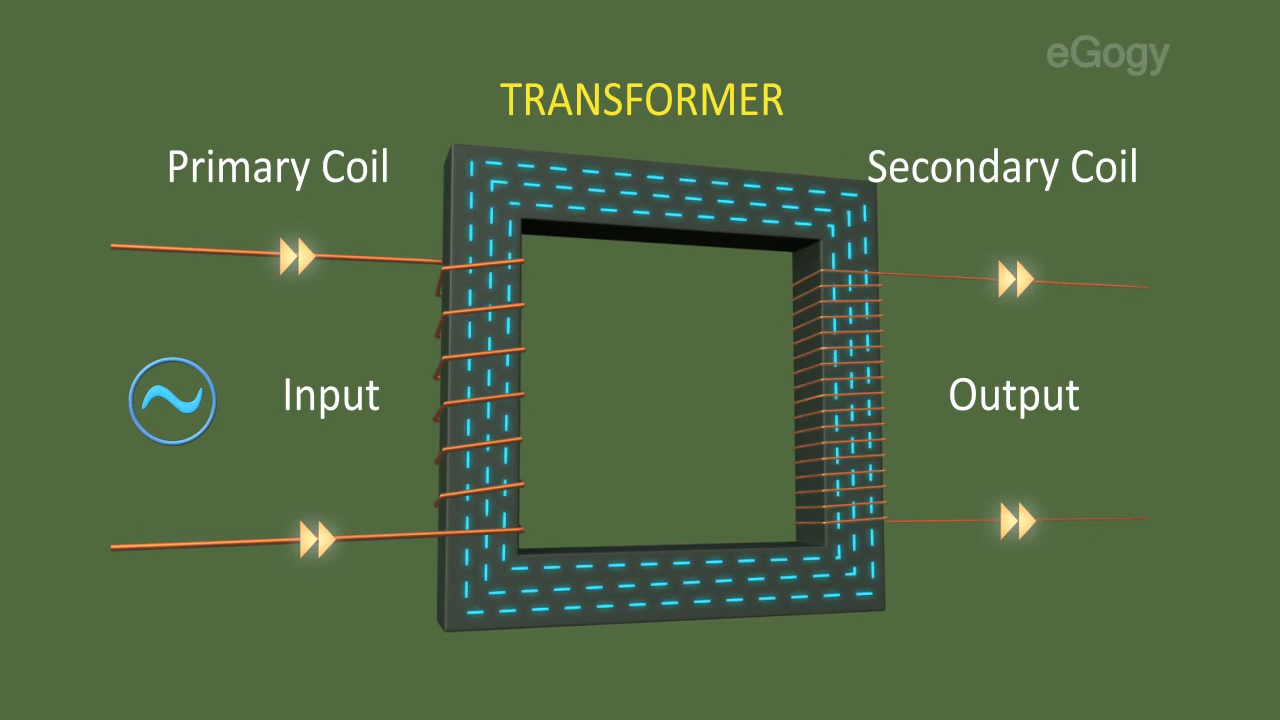 eGogy
TRANSFORMER
Primary Coil
Secondary Coil
Input
Output